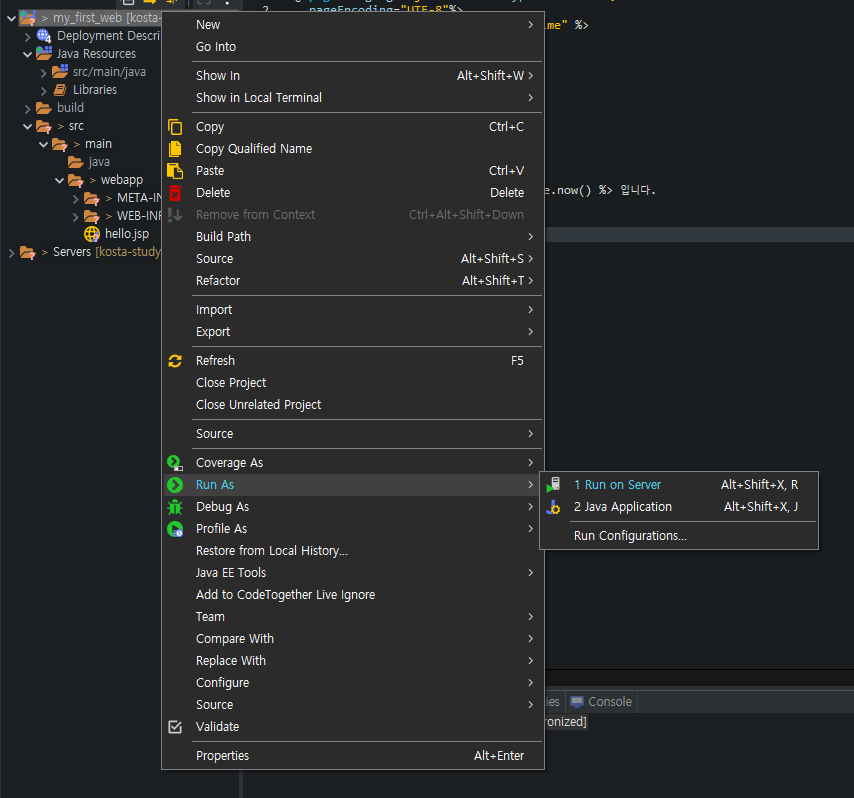 > my_first_web [kosta-
Deployment Descri
Java Resources
src/main/java
Libraries
build
> src
> main
java
> webapp
> META-IN
> WEB-INF
hello.jsp
> Servers [kosta-study
2
pageEncoding="UTF-8"%>
me" %>
e.now() %> 입니다.
New
Go Into
Show In Alt+Shift+W
Show in Local Terminal
Copy Ctrl+C
Copy Qualified Name
Paste Ctrl+V
Delete Delete
Remove from Context Ctrl+Alt+Shift+Down
Build Path
Source Alt+Shift+S
Refactor Alt+Shift+T
Import
Export
Refresh F5
Close Project
Close Unrelated Project
Source
Coverage As
Run As
Debug As
Profile As
Restore from Local History...
Java EE Tools
Add to CodeTogether Live Ignore
Team
Compare With
Replace With
Configure
Source
Validate
Properties Alt+Enter
1 Run on Server Alt+Shift+X, R
2 Java Application Alt+Shift+X, J
Run Configurations...
ies Console
ronized]